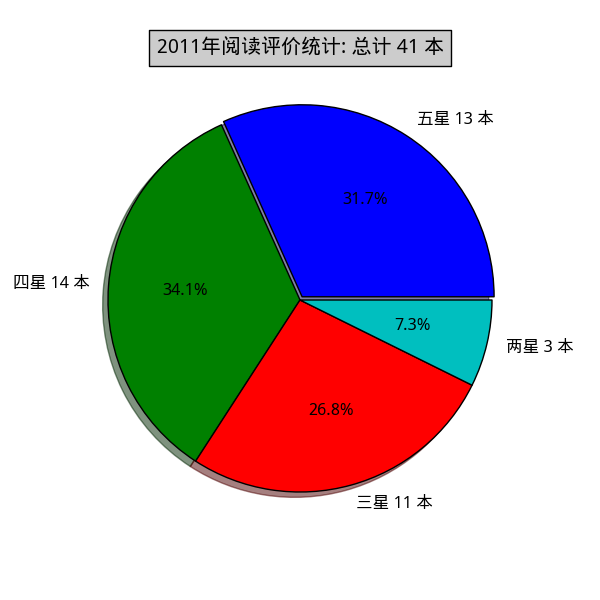 2011年阅读评价统计: 总计 41 本
五星 13 本
31.7%
四星 14 本
34.1%
7.3%
两星 3 本
26.8%
三星 11 本